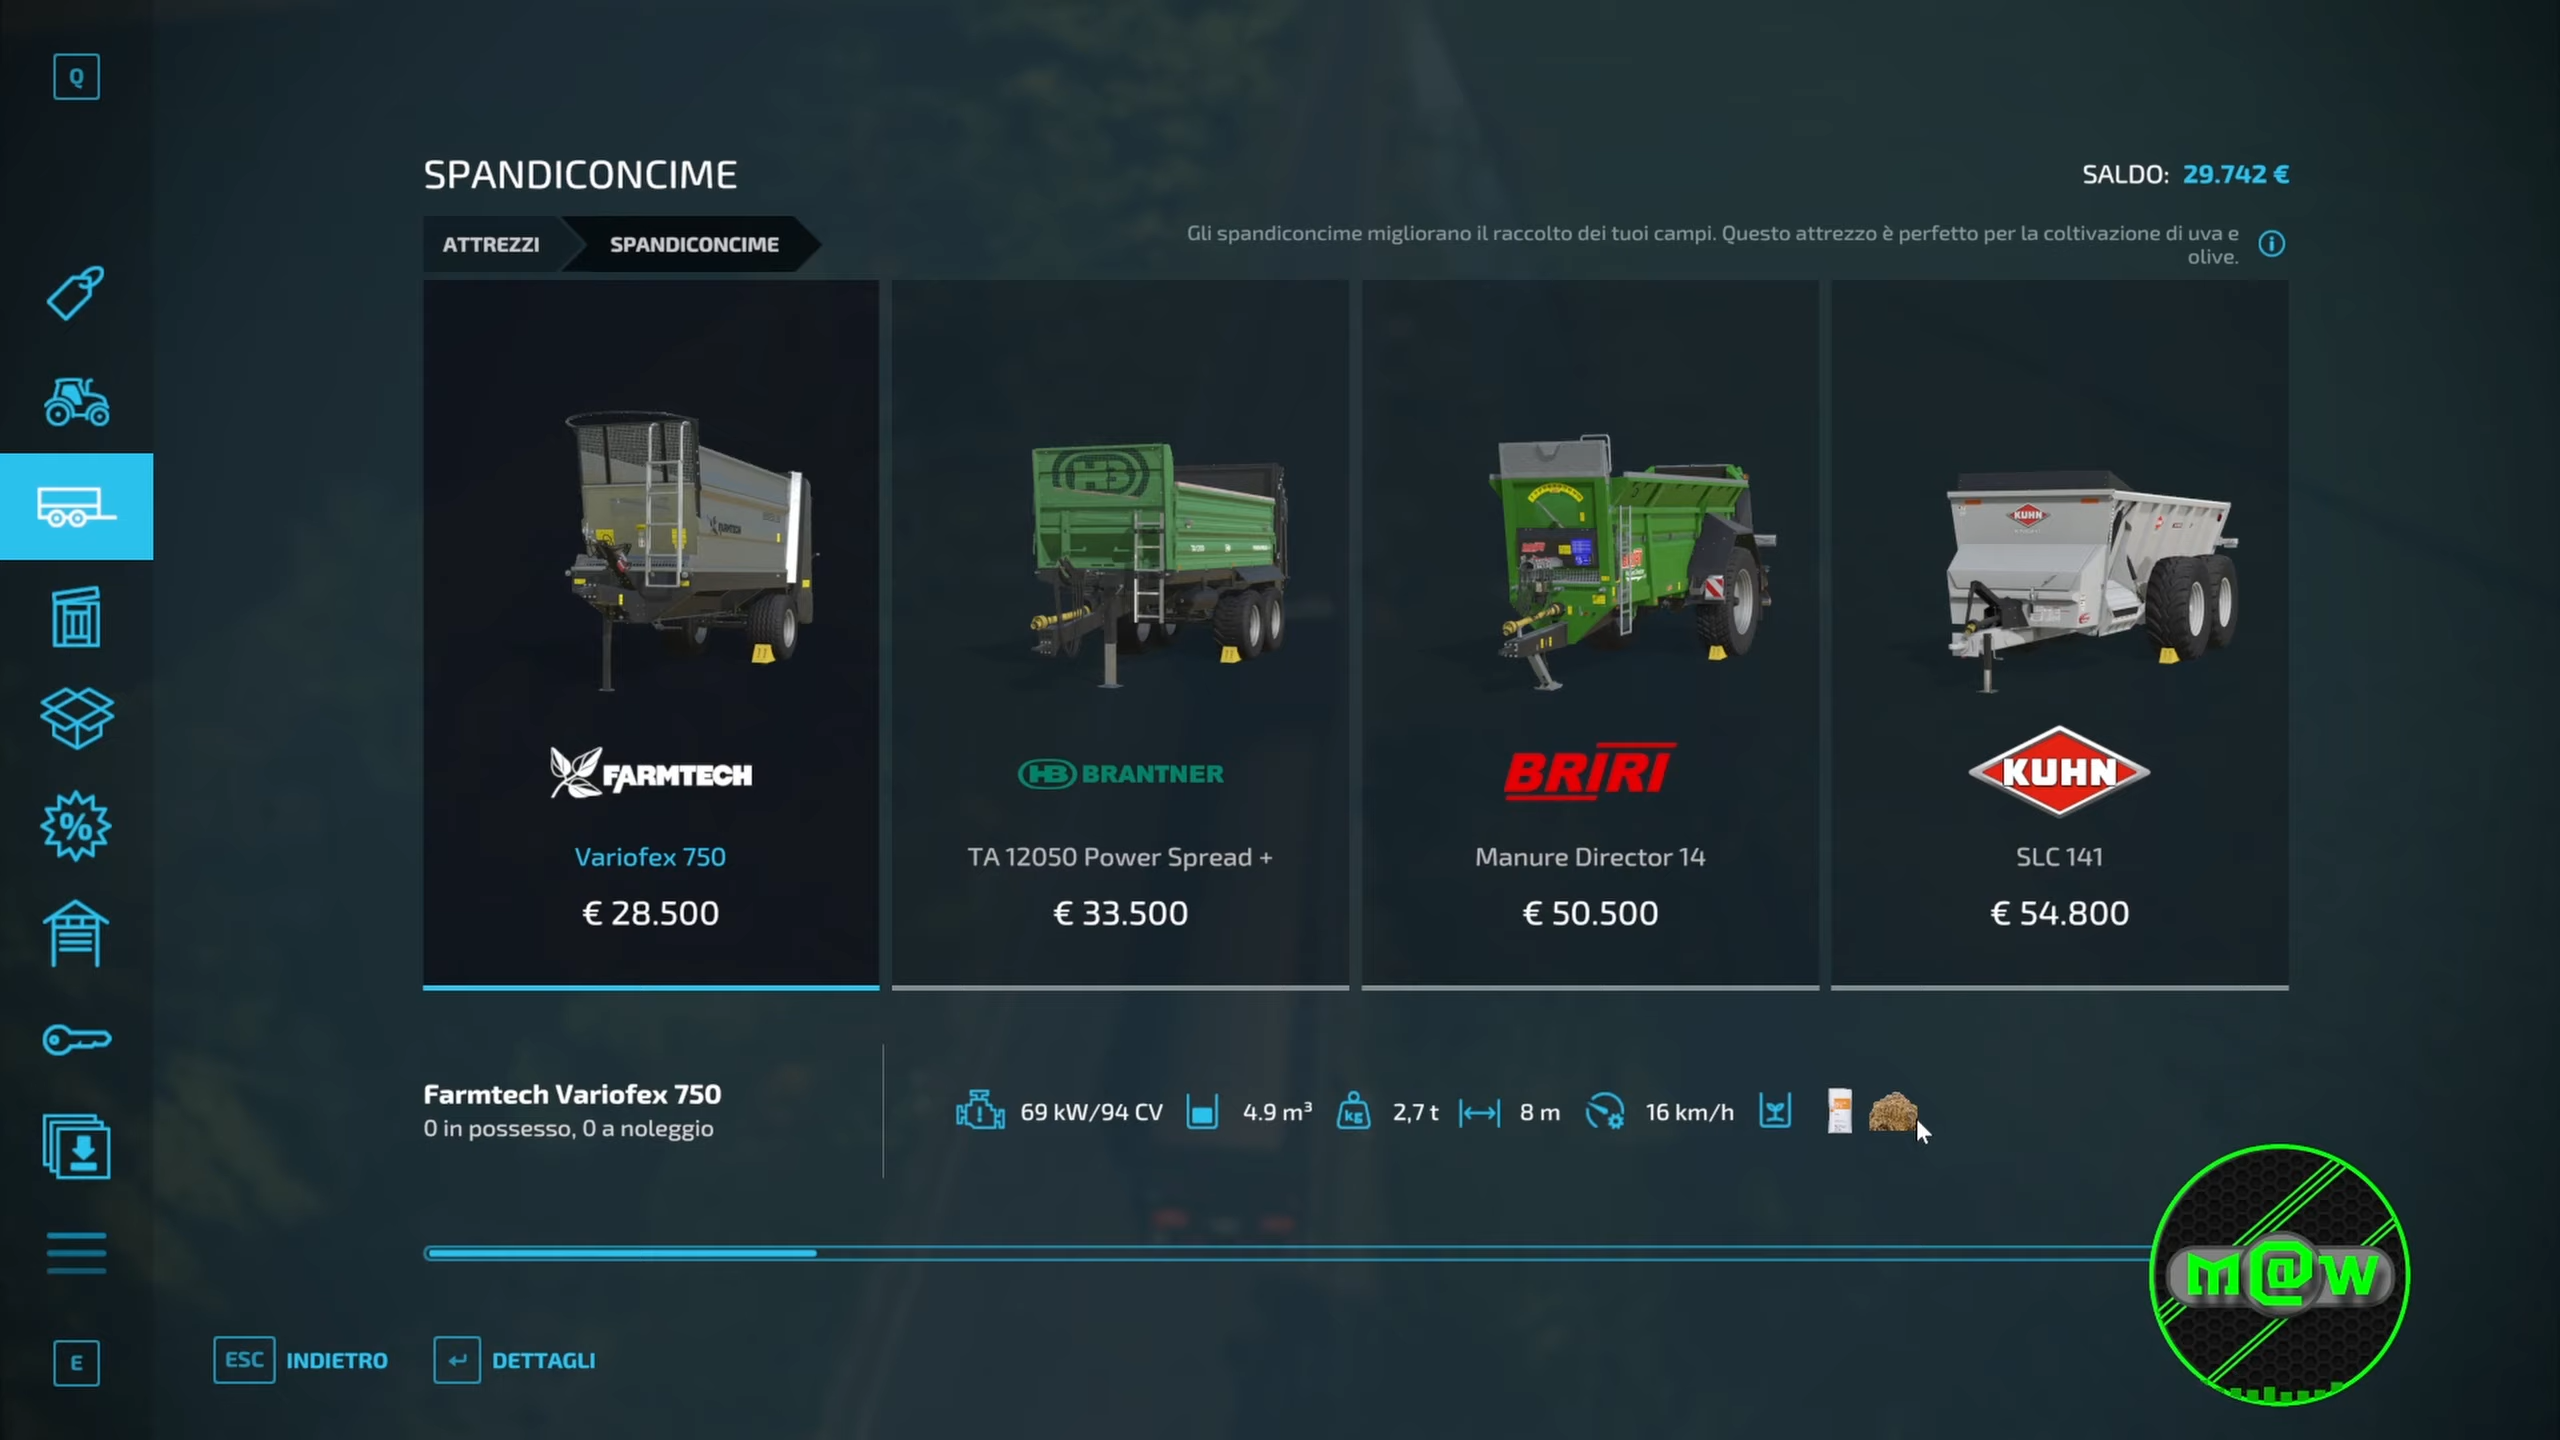 Q
SPANDICONCIME
SALDO: 29.742 €
ATTREZZI
SPANDICONCIME
Gli spandiconcime migliorano il raccolto dei tuoi campi. Questo attrezzo è perfetto per la coltivazione di uva e
olive.
FARMTECH
Variofex 750
€ 28.500
HB BRANTNER
TA 12050 Power Spread +
€ 33.500
BRIRI
Manure Director 14
€ 50.500
KUHN
KUHN
SLC 141
€ 54.800
Farmtech Variofex 750
0 in possesso, 0 a noleggio
69 kW/94 CV
4.9 m³
kg
2,7 t
8 m
16 km/h
m@w
E
ESC INDIETRO
DETTAGLI